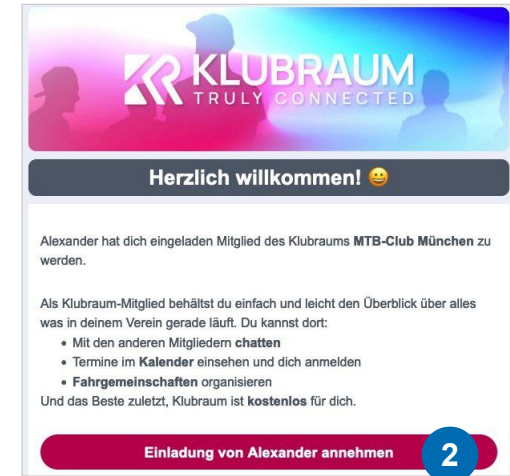 KLUBRAUM
TRULY CONNECTED
Herzlich willkommen! 😀
Alexander hat dich eingeladen Mitglied des Klubraums MTB-Club München zu
werden.
Als Klubraum-Mitglied behältst du einfach und leicht den Überblick über alles
was in deinem Verein gerade läuft. Du kannst dort:
• Mit den anderen Mitgliedern chatten
• Termine im Kalender einsehen und dich anmelden
• Fahrgemeinschaften organisieren
Und das Beste zuletzt, Klubraum ist kostenlos für dich.
Einladung von Alexander annehmen
2